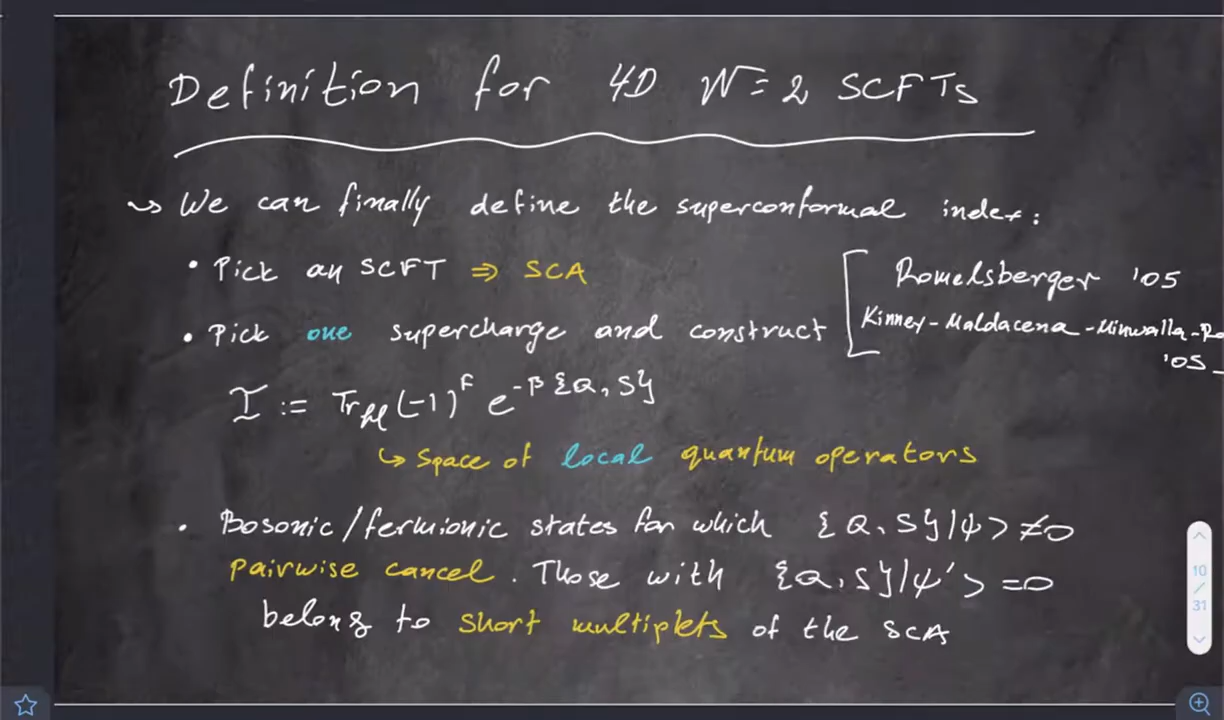 Definition for 4D N=2 SCFTs
↝ We can finally define the superconformal index:
• Pick an SCFT ⇒ SCA
[ Romelsberger '05
• Pick one supercharge and construct
Kinney-Maldacena-Minwalla-R
'05
I := Tr_H (-1)^F e^{-β{Q,S}}
↳ Space of local quantum operators
• Bosonic/fermionic states for which {Q,S}|ψ> ≠0
pairwise cancel. Those with {Q,S}|ψ'> =0
belong to short multiplets of the SCA
10
/
31